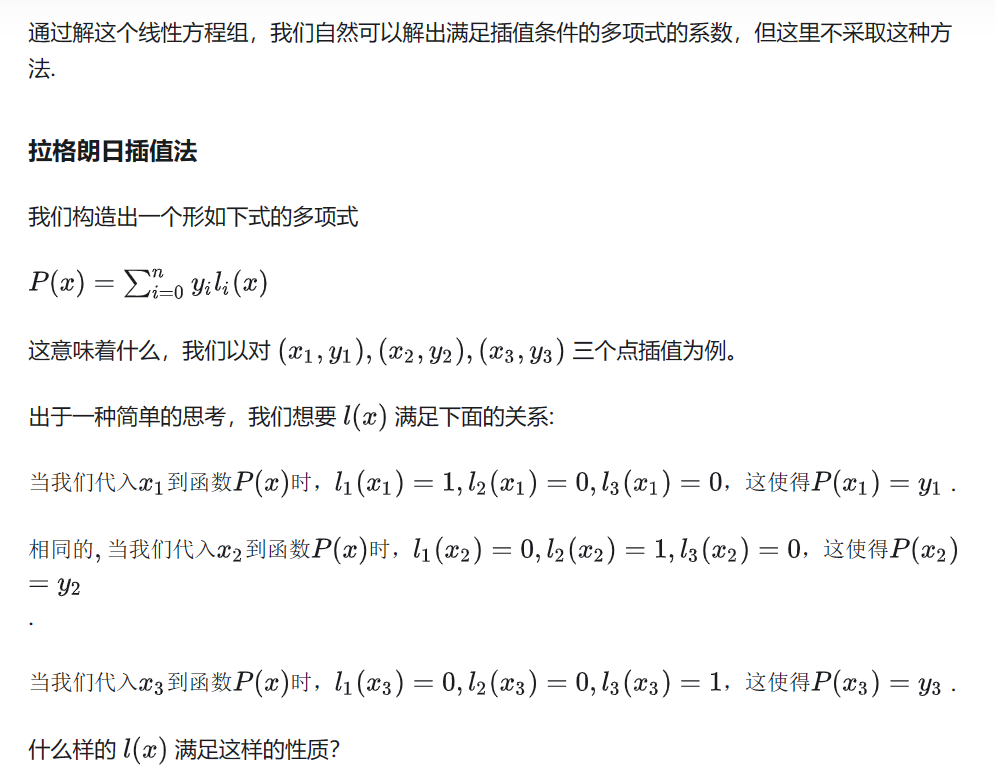 通过解这个线性方程组，我们自然可以解出满足插值条件的多项式的系数，但这里不采取这种方
法.
拉格朗日插值法
我们构造出一个形如下式的多项式
$P(x) = \sum_{i=0}^{n} y_i l_i(x)$
这意味着什么，我们以对 $(x_1, y_1), (x_2, y_2), (x_3, y_3)$ 三个点插值为例。
出于一种简单的思考，我们想要 $l(x)$ 满足下面的关系:
当我们代入$x_1$到函数$P(x)$时，$l_1(x_1) = 1, l_2(x_1) = 0, l_3(x_1) = 0$，这使得$P(x_1) = y_1$ .
相同的, 当我们代入$x_2$到函数$P(x)$时，$l_1(x_2) = 0, l_2(x_2) = 1, l_3(x_2) = 0$，这使得$P(x_2)$
$= y_2$
.
当我们代入$x_3$到函数$P(x)$时，$l_1(x_3) = 0, l_2(x_3) = 0, l_3(x_3) = 1$，这使得$P(x_3) = y_3$ .
什么样的 $l(x)$ 满足这样的性质?